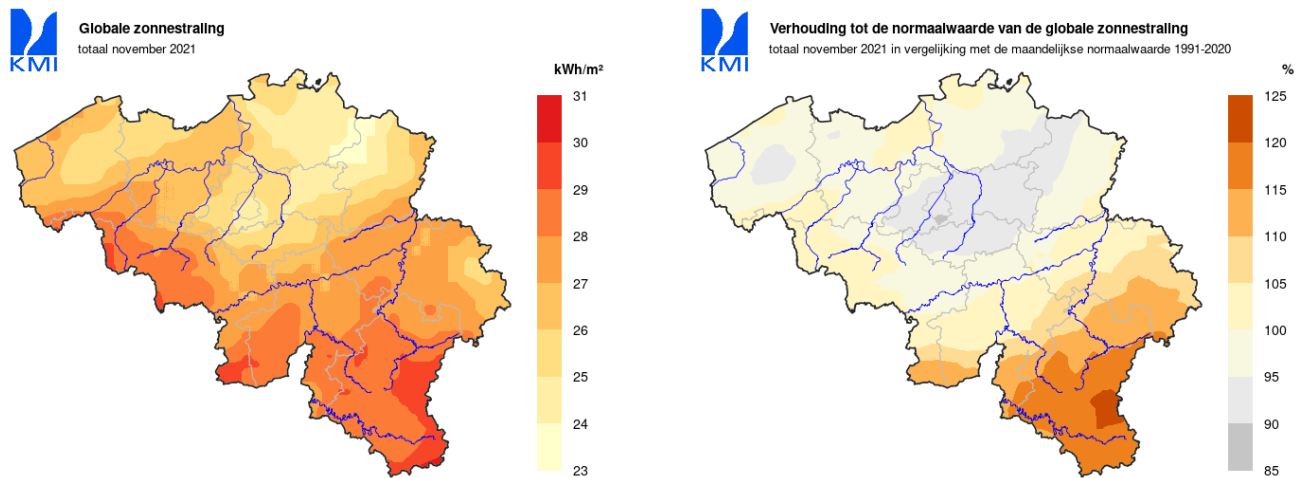 KMI
Globale zonnestraling
totaal november 2021
kWh/m²
31
30
29
28
27
26
25
24
23
KMI
Verhouding tot de normaalwaarde van de globale zonnestraling
totaal november 2021 in vergelijking met de maandelijkse normaalwaarde 1991-2020
%
125
120
115
110
105
100
95
90
85